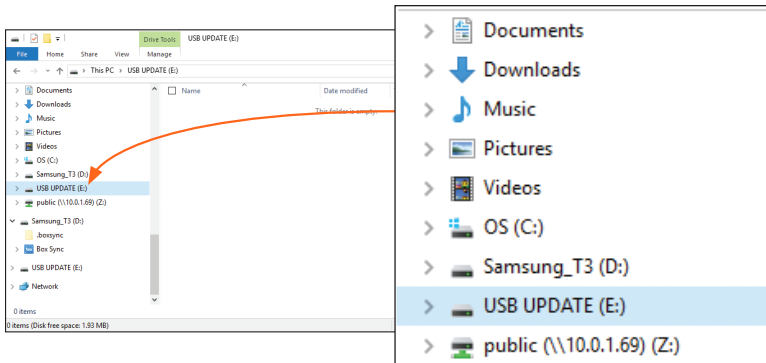 Drive Tools USB UPDATE (E:)
File Home Share View Manage
This PC > USB UPDATE (E:)
Name Date modified
This folder is empty.
Documents
Downloads
Music
Pictures
Videos
OS (C:)
Samsung_T3 (D:)
USB UPDATE (E:)
public (\\10.0.1.69) (Z:)
Samsung_T3 (D:)
.boxsync
Box Sync
USB UPDATE (E:)
Network
0 items
0 items (Disk free space: 1.93 MB)
Documents
Downloads
Music
Pictures
Videos
OS (C:)
Samsung_T3 (D:)
USB UPDATE (E:)
public (\\10.0.1.69) (Z:)